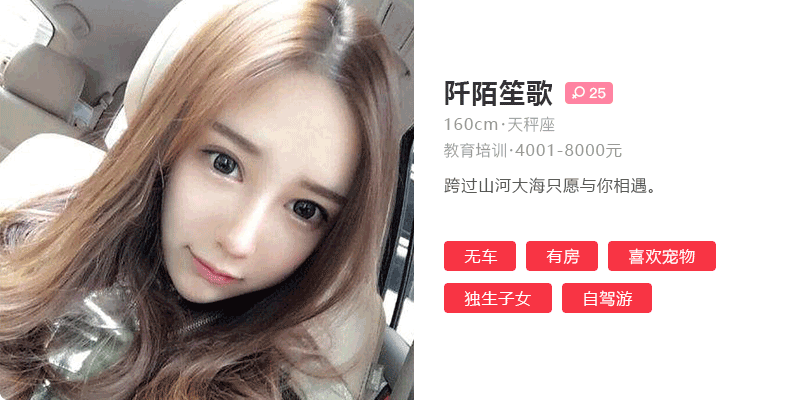 阡陌笙歌 25
160cm·天秤座
教育培训·4001-8000元
跨过山河大海只愿与你相遇。
无车 有房 喜欢宠物
独生子女 自驾游